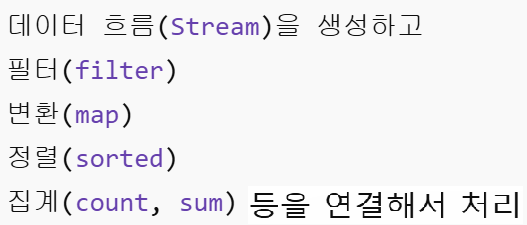 데이터 흐름(Stream)을 생성하고
필터(filter)
변환(map)
정렬(sorted)
집계(count, sum) 등을 연결해서 처리